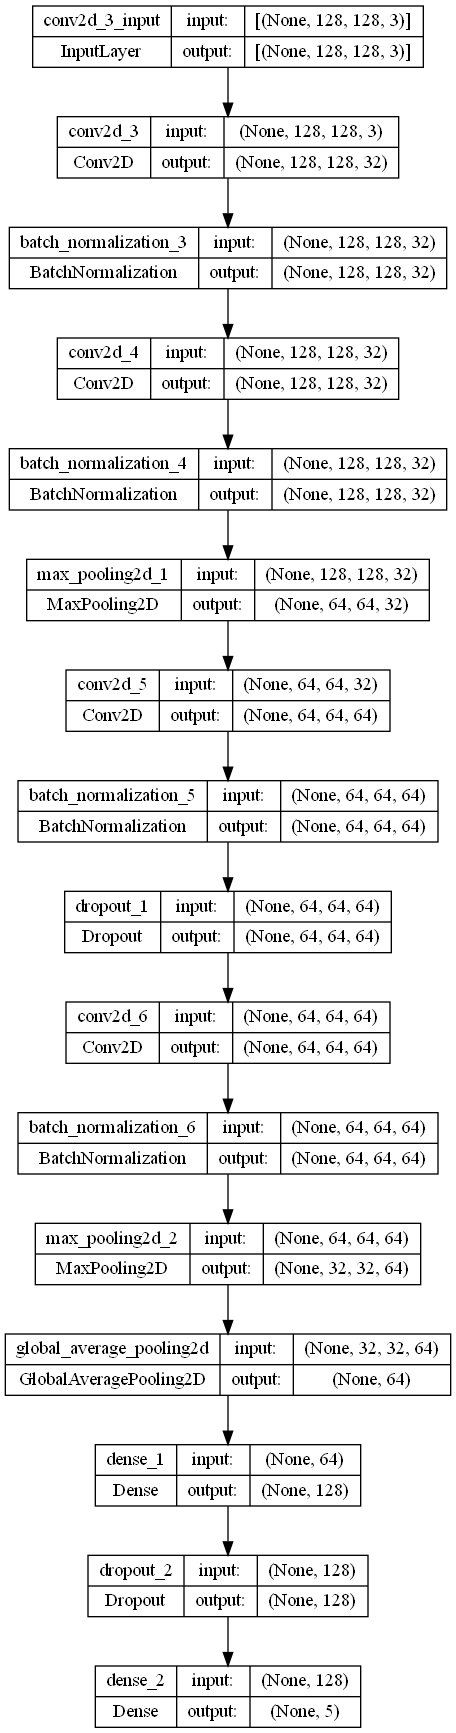 conv2d_3_input input: [(None, 128, 128, 3)]
InputLayer output: [(None, 128, 128, 3)]
conv2d_3 input: (None, 128, 128, 3)
Conv2D output: (None, 128, 128, 32)
batch_normalization_3 input: (None, 128, 128, 32)
BatchNormalization output: (None, 128, 128, 32)
conv2d_4 input: (None, 128, 128, 32)
Conv2D output: (None, 128, 128, 32)
batch_normalization_4 input: (None, 128, 128, 32)
BatchNormalization output: (None, 128, 128, 32)
max_pooling2d_1 input: (None, 128, 128, 32)
MaxPooling2D output: (None, 64, 64, 32)
conv2d_5 input: (None, 64, 64, 32)
Conv2D output: (None, 64, 64, 64)
batch_normalization_5 input: (None, 64, 64, 64)
BatchNormalization output: (None, 64, 64, 64)
dropout_1 input: (None, 64, 64, 64)
Dropout output: (None, 64, 64, 64)
conv2d_6 input: (None, 64, 64, 64)
Conv2D output: (None, 64, 64, 64)
batch_normalization_6 input: (None, 64, 64, 64)
BatchNormalization output: (None, 64, 64, 64)
max_pooling2d_2 input: (None, 64, 64, 64)
MaxPooling2D output: (None, 32, 32, 64)
global_average_pooling2d input: (None, 32, 32, 64)
GlobalAveragePooling2D output: (None, 64)
dense_1 input: (None, 64)
Dense output: (None, 128)
dropout_2 input: (None, 128)
Dropout output: (None, 128)
dense_2 input: (None, 128)
Dense output: (None, 5)